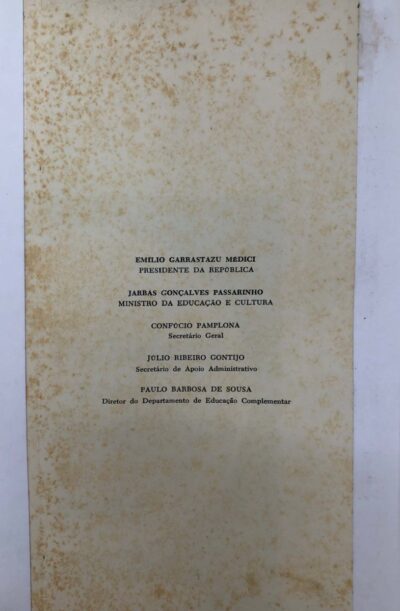 EMÍLIO GARRASTAZU MÉDICI
PRESIDENTE DA REPÚBLICA
JARBAS GONÇALVES PASSARINHO
MINISTRO DA EDUCAÇÃO E CULTURA
CONFÚCIO PAMPLONA
Secretário Geral
JÚLIO RIBEIRO GONTIJO
Secretário de Apoio Administrativo
PAULO BARBOSA DE SOUSA
Diretor do Departamento de Educação Complementar